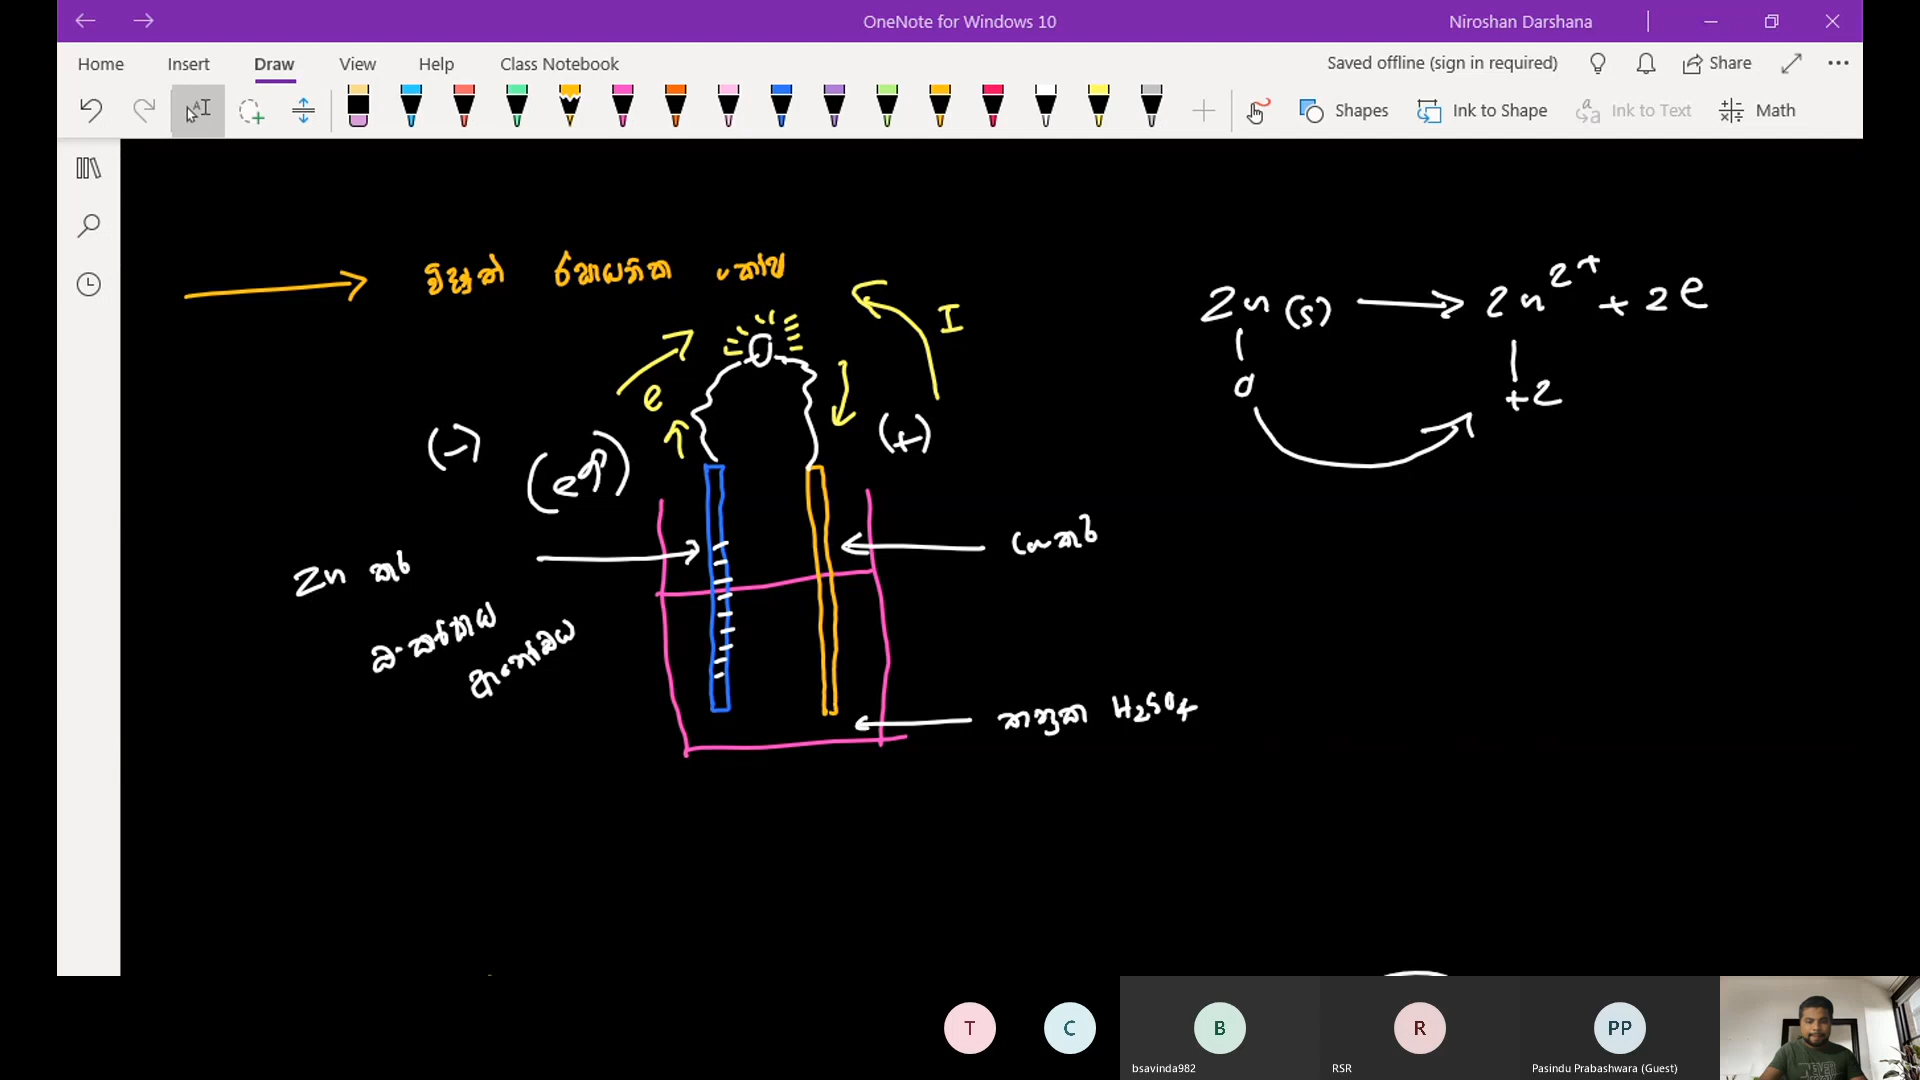 OneNote for Windows 10
Niroshan Darshana
Home Insert Draw View Help Class Notebook
Saved offline (sign in required) Share
Shapes Ink to Shape Ink to Text Math
විද්‍යුත් රසායනික කෝෂ
Zn(s) → Zn²⁺ + 2e
0 +2
I
e
(-) (+)
Zn කූර
තනුක H₂SO₄
T C B R PP
bsavinda982 RSR Pasindu Prabashwara (Guest)